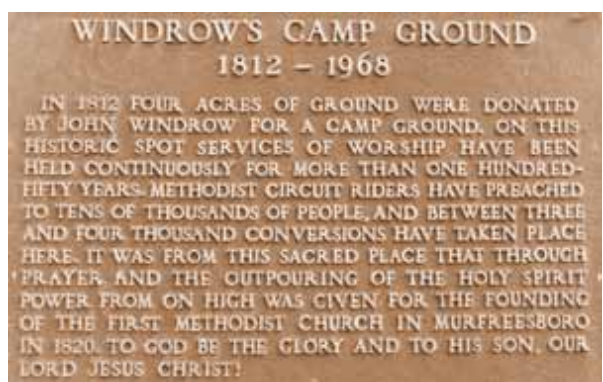 WINDROW'S CAMP GROUND
1812 – 1968
IN 1812 FOUR ACRES OF GROUND WERE DONATED
BY JOHN WINDROW FOR A CAMP GROUND. ON THIS
HISTORIC SPOT SERVICES OF WORSHIP HAVE BEEN
HELD CONTINUOUSLY FOR MORE THAN ONE HUNDRED-
FIFTY YEARS. METHODIST CIRCUIT RIDERS HAVE PREACHED
TO TENS OF THOUSANDS OF PEOPLE, AND BETWEEN THREE
AND FOUR THOUSAND CONVERSIONS HAVE TAKEN PLACE
HERE. IT WAS FROM THIS SACRED PLACE THAT THROUGH
PRAYER AND THE OUTPOURING OF THE HOLY SPIRIT
POWER FROM ON HIGH WAS GIVEN FOR THE FOUNDING
OF THE FIRST METHODIST CHURCH IN MURFREESBORO
IN 1820. TO GOD BE THE GLORY AND TO HIS SON, OUR
LORD JESUS CHRIST!